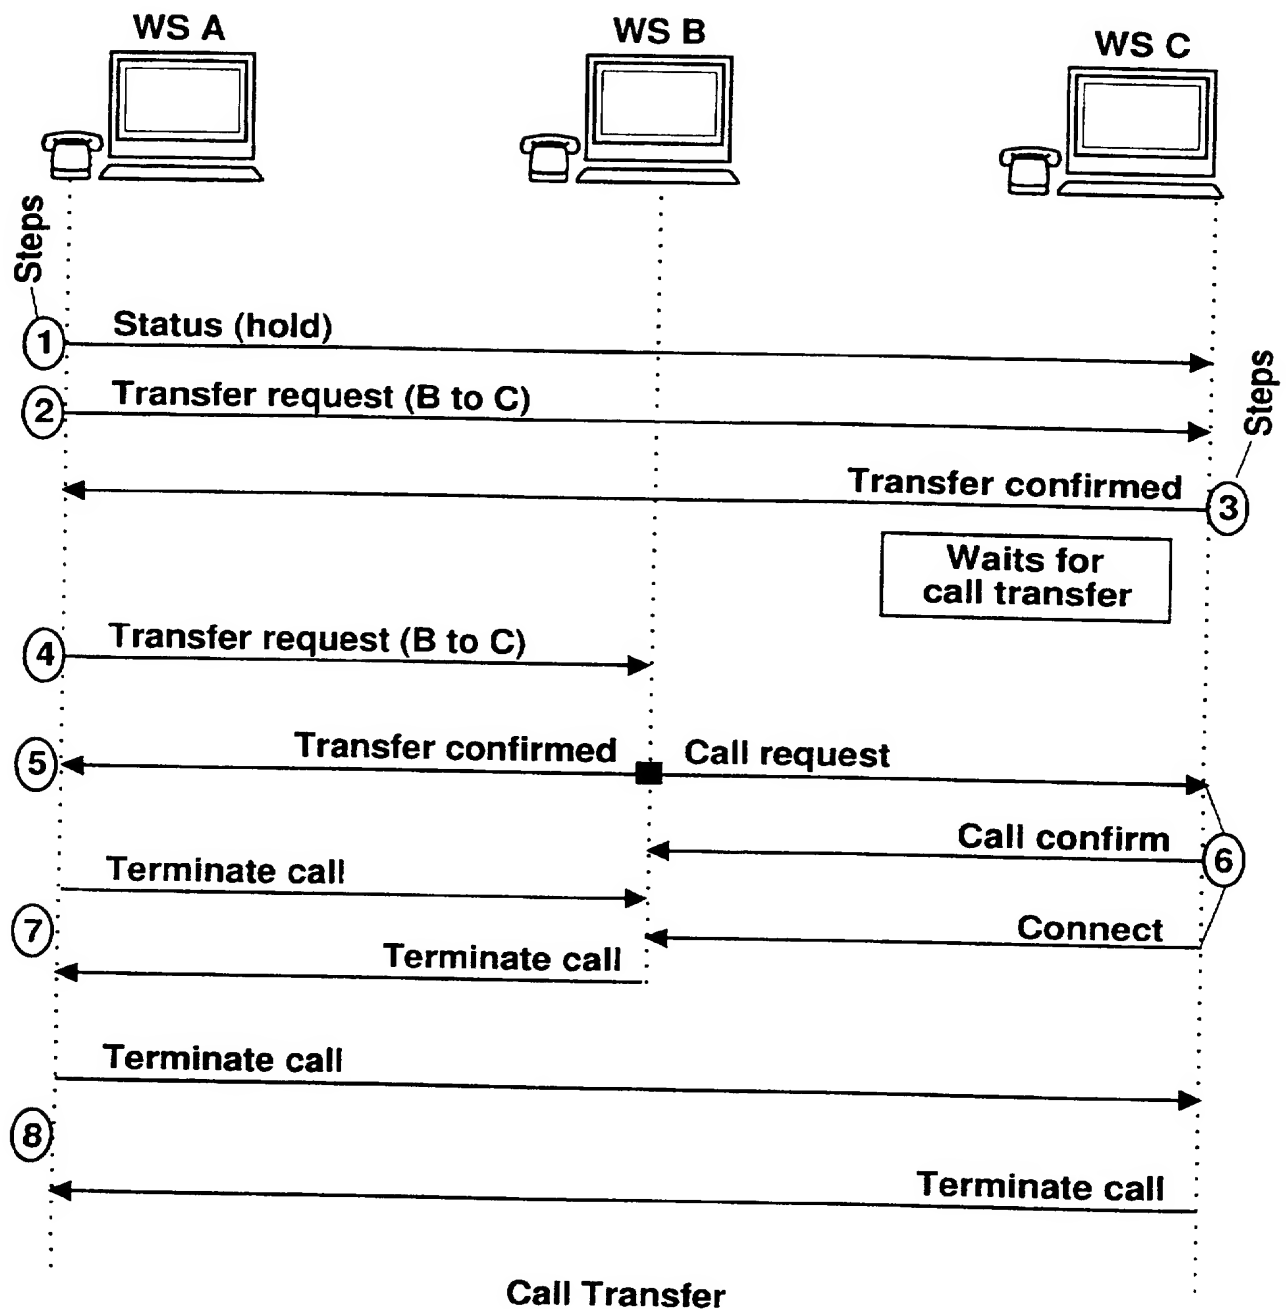 WS A
WS B
WS C
Steps
1
Status (hold)
2
Transfer request (B to C)
Steps
Transfer confirmed
3
Waits for
call transfer
4
Transfer request (B to C)
5
Transfer confirmed
Call request
Call confirm
6
Terminate call
7
Connect
Terminate call
Terminate call
8
Terminate call
Call Transfer